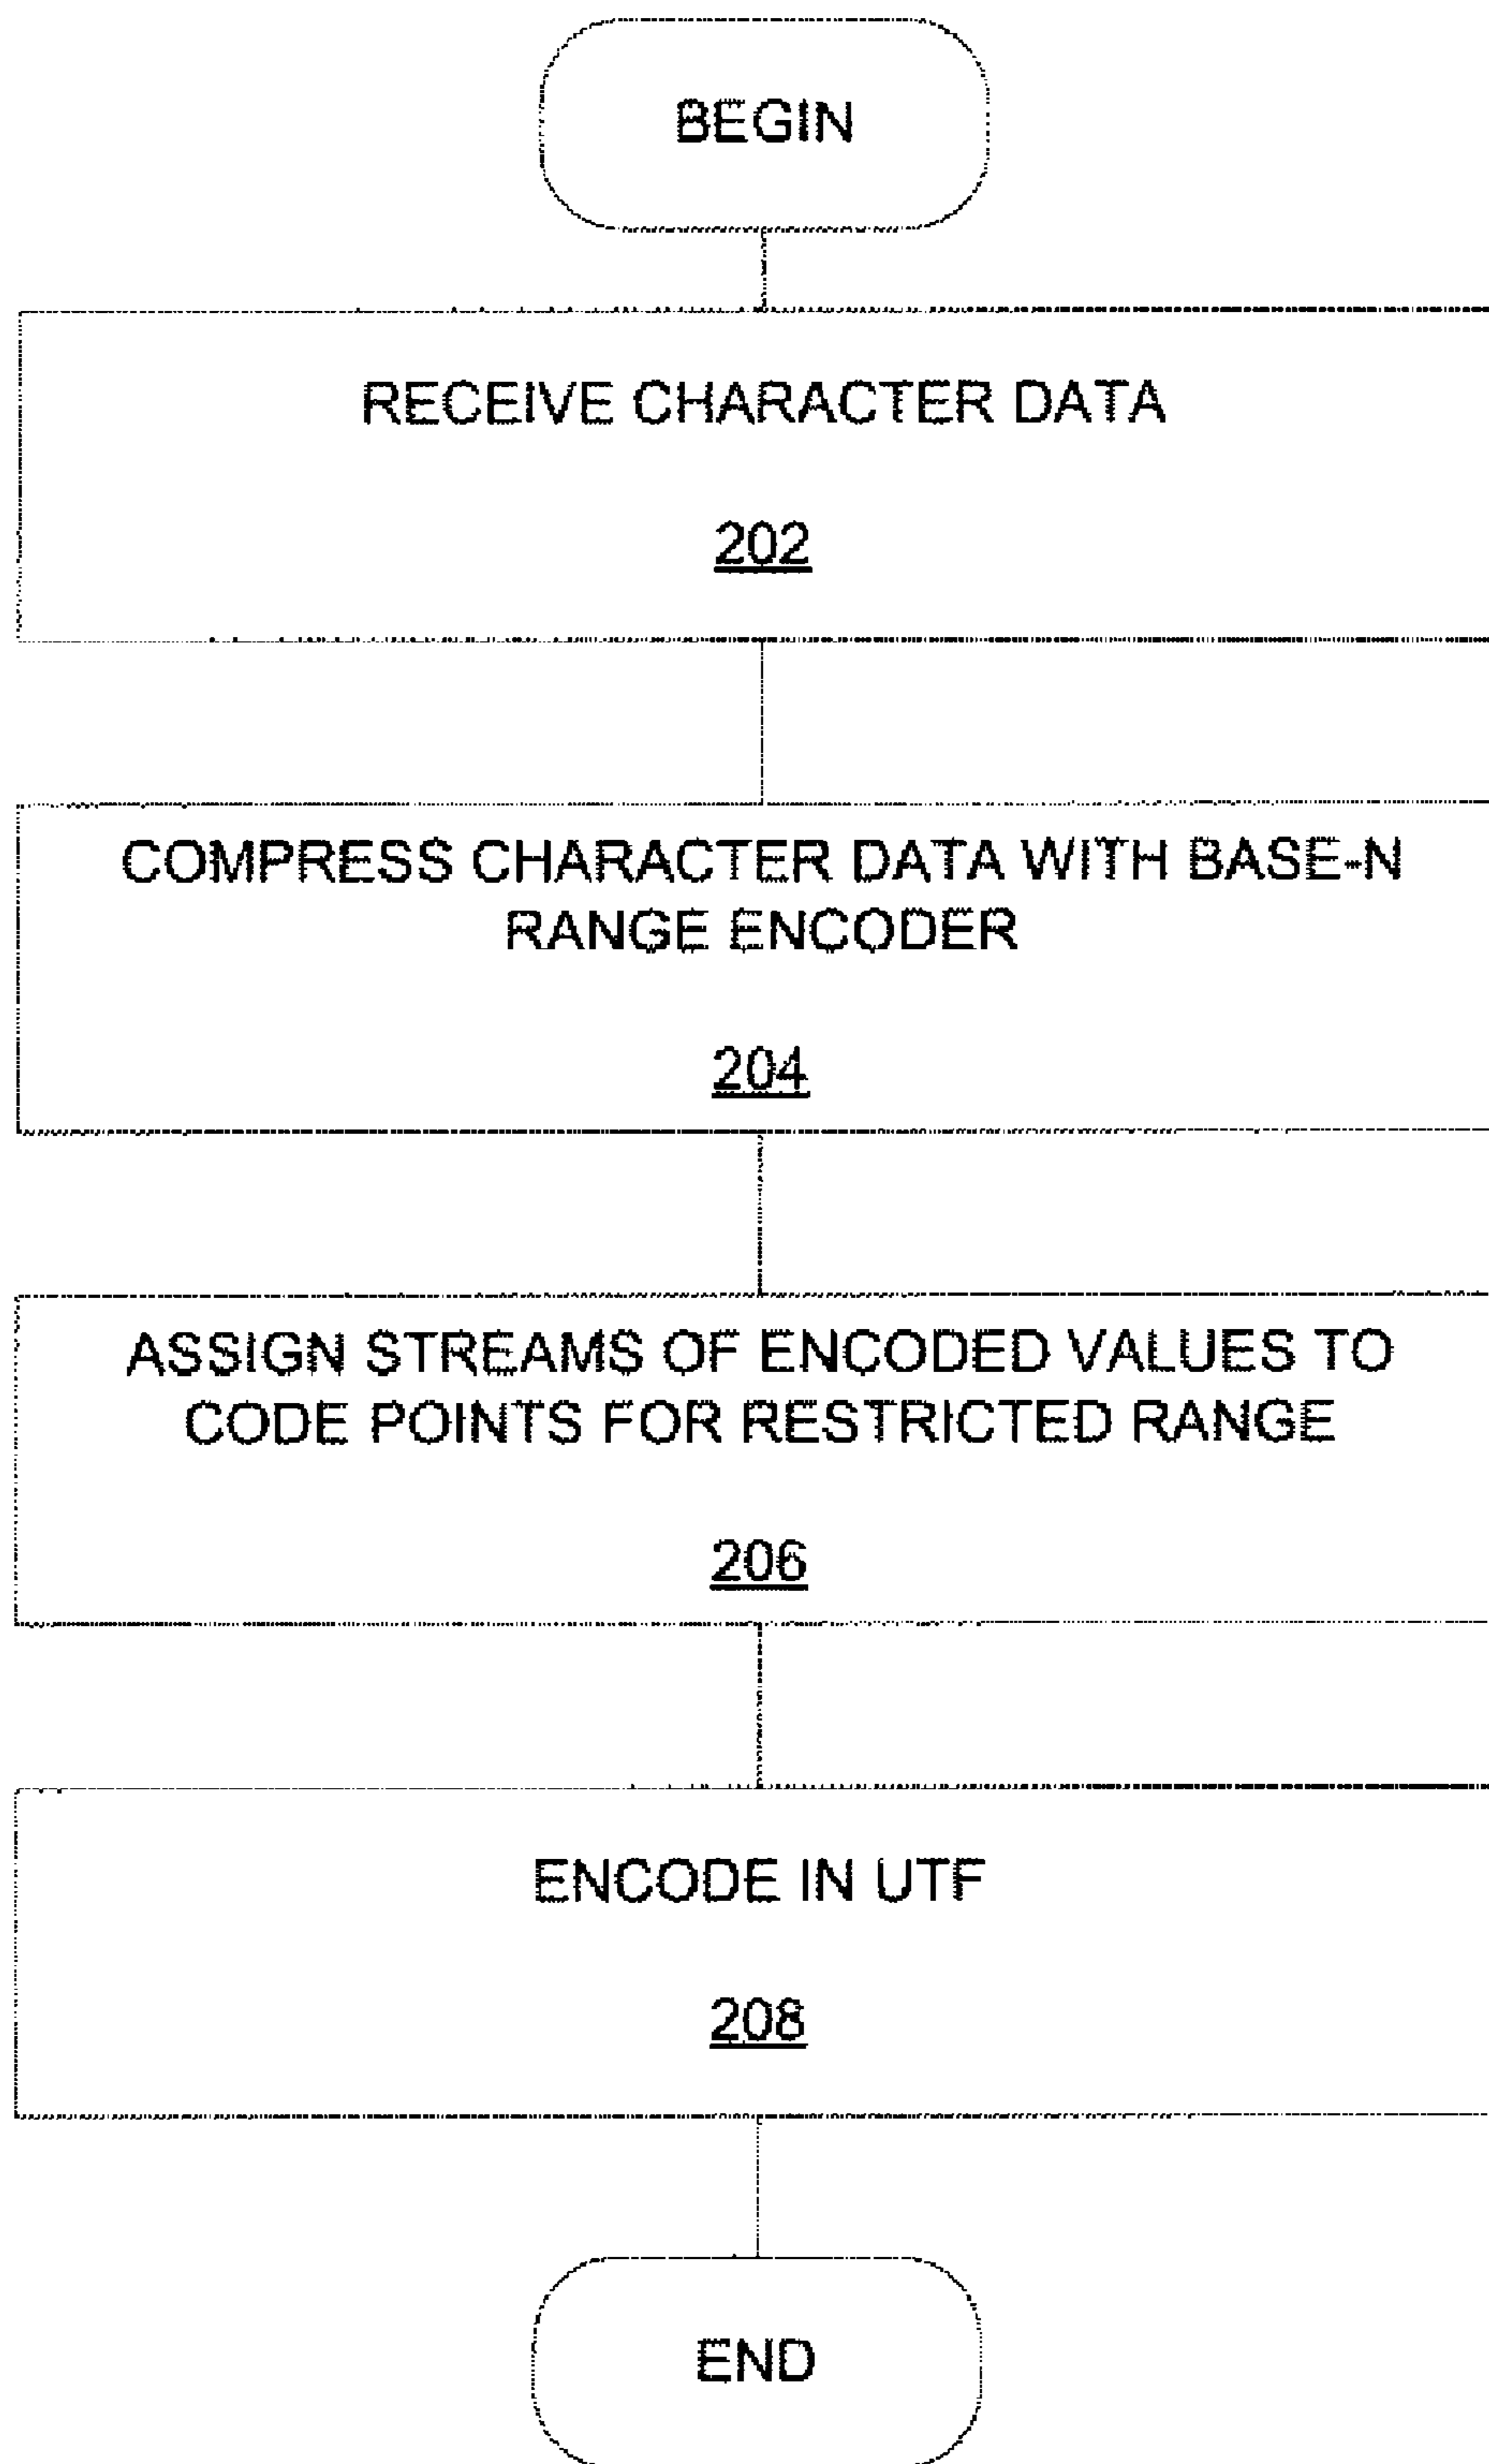 BEGIN
RECEIVE CHARACTER DATA
202
COMPRESS CHARACTER DATA WITH BASE-N
RANGE ENCODER
204
ASSIGN STREAMS OF ENCODED VALUES TO
CODE POINTS FOR RESTRICTED RANGE
206
ENCODE IN UTF
208
END